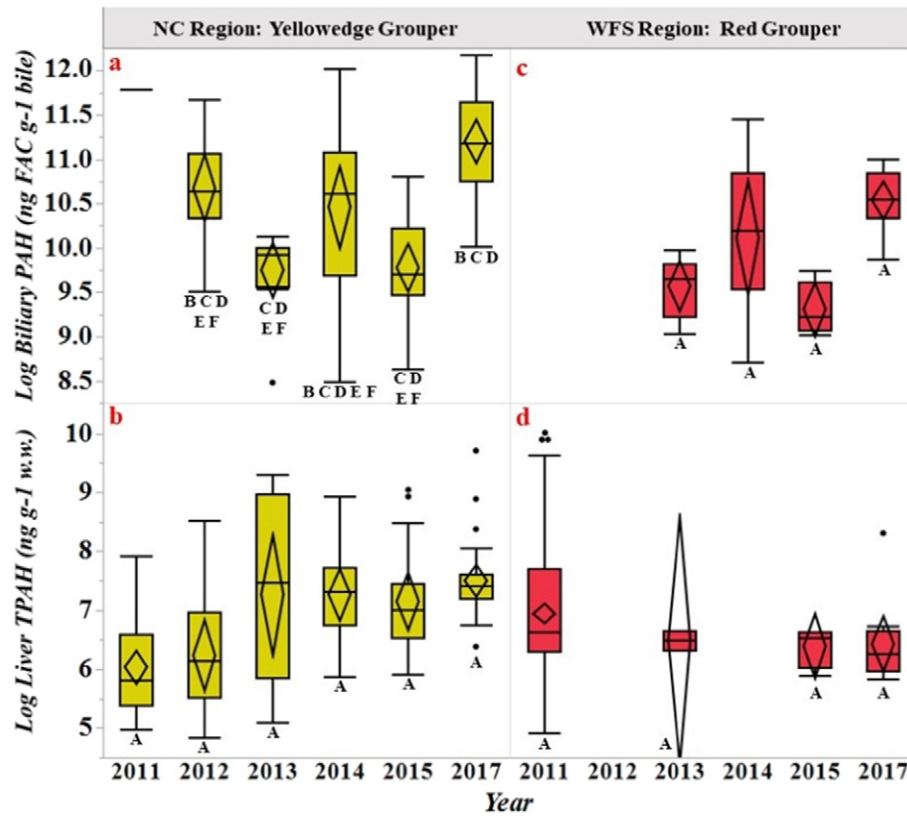 NC Region: Yellowedge Grouper
WFS Region: Red Grouper
Log Biliary PAH (ng FAC g-1 bile)
12.0
11.5
11.0
10.5
10.0
9.5
9.0
8.5
a
B C D
E F
C D
E F
B C D E F
C D
E F
B C D
c
A
A
A
A
Log Liver TPAH (ng g-1 w.w.)
10
9
8
7
6
5
b
A
A
A
A
A
A
d
A
A
A
A
2011 2012 2013 2014 2015 2017 2011 2012 2013 2014 2015 2017
Year